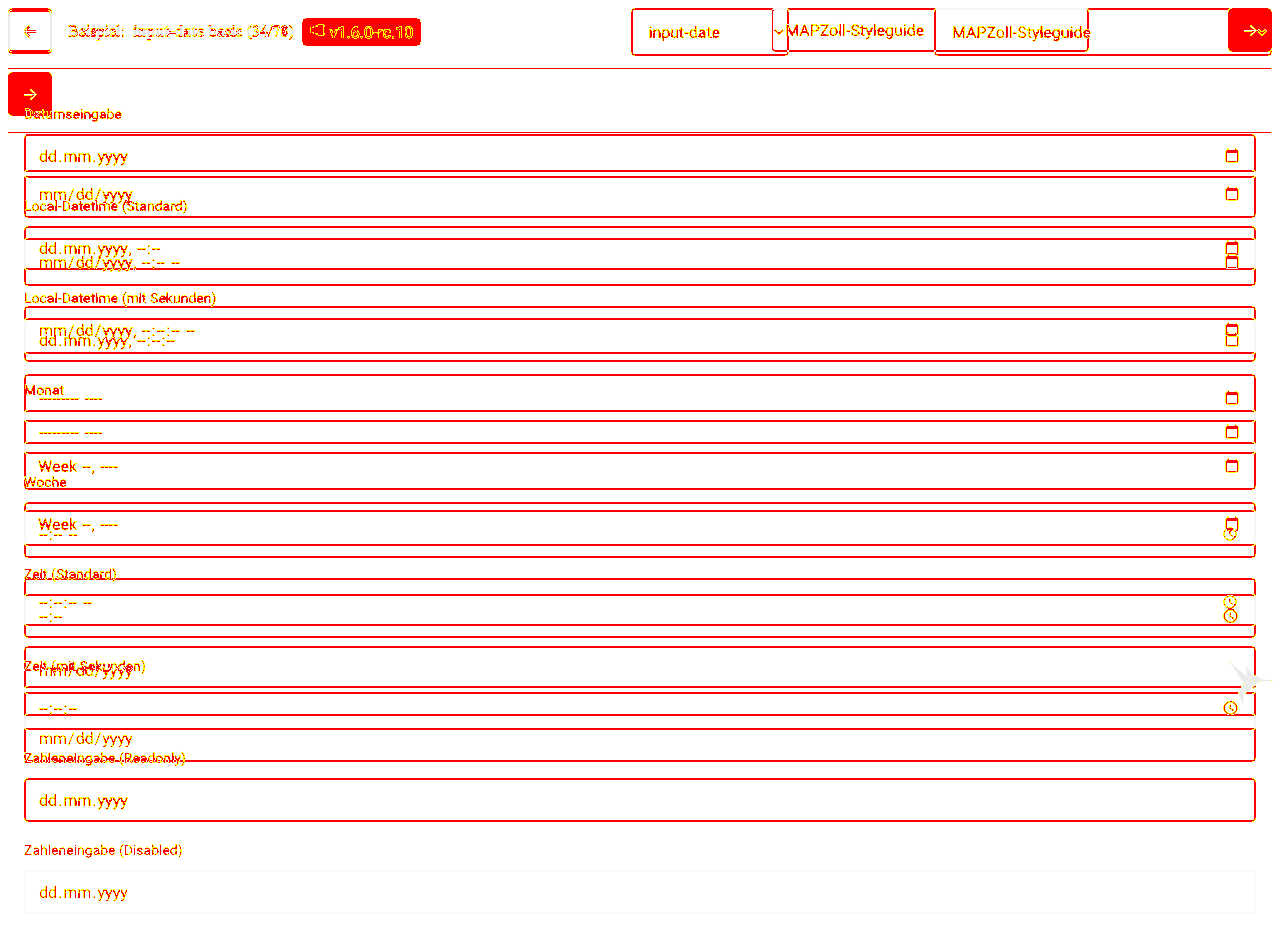 Beispiel: input-date basic (34/78) v1.6.0-rc.10 input-date MAPZoll-Styleguide MAPZoll-Styleguide
Datumseingabe
dd.mm.yyyy
mm/dd/yyyy
Local-Datetime (Standard)
dd.mm.yyyy, --:--
mm/dd/yyyy, --:-- --
Local-Datetime (mit Sekunden)
mm/dd/yyyy, --:--:-- --
dd.mm.yyyy, --:--:--
Monat
--------- ----
--------- ----
Week --, ----
Woche
Week --, ----
--:-- --
Zeit (Standard)
--:--:-- --
--:--
Zeit (mit Sekunden)
mm/dd/yyyy
--:--:--
mm/dd/yyyy
Zahleneingabe (Readonly)
dd.mm.yyyy
Zahleneingabe (Disabled)
dd.mm.yyyy